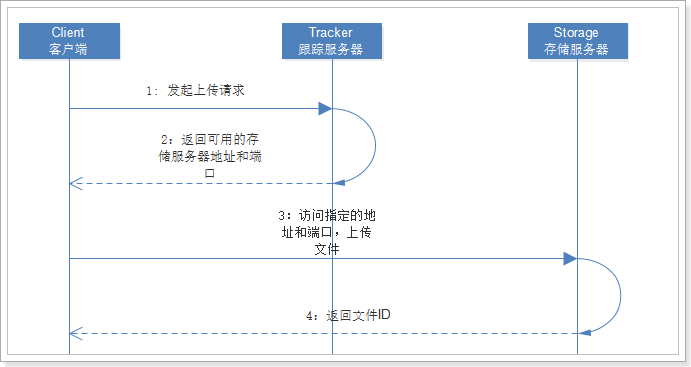 Client
客户端
Tracker
跟踪服务器
Storage
存储服务器
1: 发起上传请求
2：返回可用的存
储服务器地址和端
口
3：访问指定的地
址和端口，上传
文件
4：返回文件ID